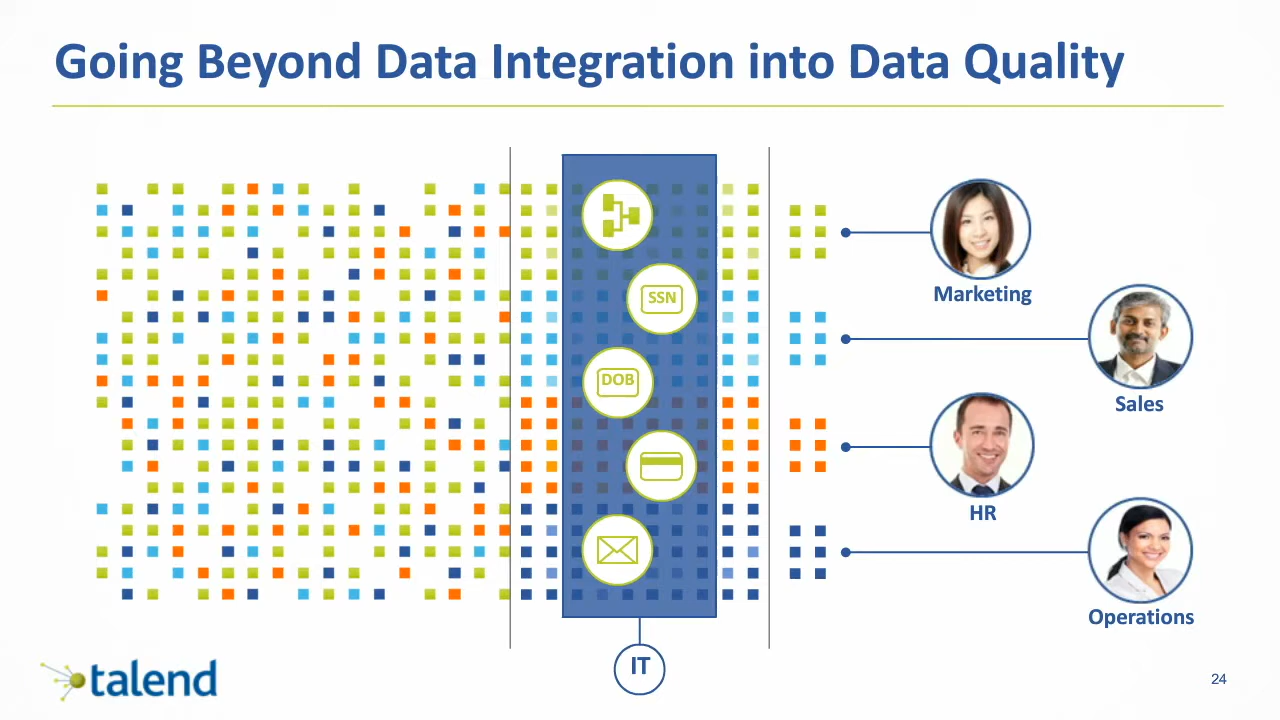 Going Beyond Data Integration into Data Quality
SSN
DOB
Marketing
Sales
HR
Operations
IT
talend
24